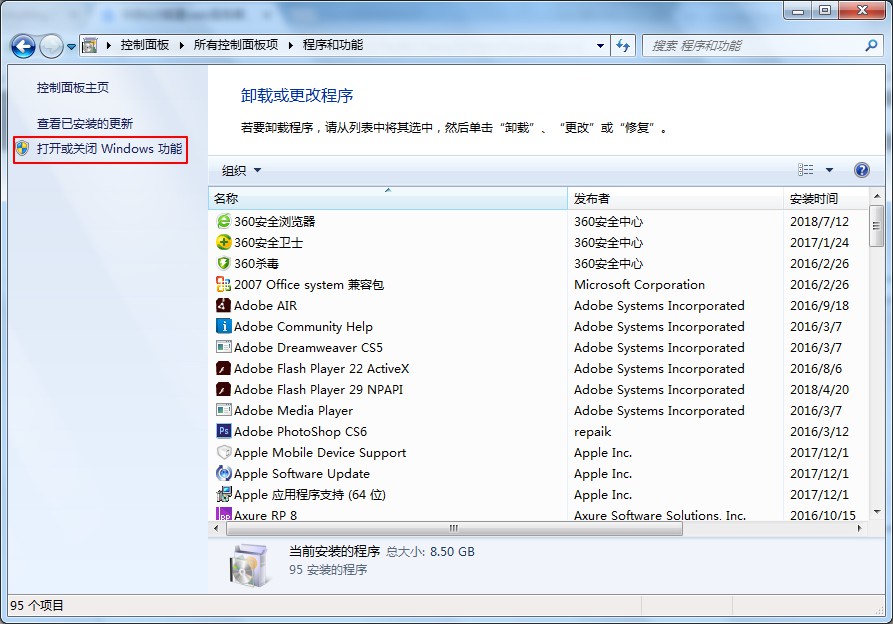 控制面板 所有控制面板项 程序和功能 搜索 程序和功能
控制面板主页
查看已安装的更新
打开或关闭 Windows 功能
卸载或更改程序
若要卸载程序，请从列表中将其选中，然后单击“卸载”、“更改”或“修复”。
组织
名称 发布者 安装时间
360安全浏览器 360安全中心 2018/7/12
360安全卫士 360安全中心 2017/1/24
360杀毒 360安全中心 2016/2/26
2007 Office system 兼容包 Microsoft Corporation 2016/2/26
Adobe AIR Adobe Systems Incorporated 2016/9/18
Adobe Community Help Adobe Systems Incorporated 2016/3/7
Adobe Dreamweaver CS5 Adobe Systems Incorporated 2016/3/7
Adobe Flash Player 22 ActiveX Adobe Systems Incorporated 2016/8/6
Adobe Flash Player 29 NPAPI Adobe Systems Incorporated 2018/4/20
Adobe Media Player Adobe Systems Incorporated 2016/3/7
Adobe PhotoShop CS6 repaik 2016/3/12
Apple Mobile Device Support Apple Inc. 2017/12/1
Apple Software Update Apple Inc. 2017/12/1
Apple 应用程序支持 (64 位) Apple Inc. 2017/12/1
Axure RP 8 Axure Software Solutions, Inc. 2016/10/15
当前安装的程序 总大小: 8.50 GB
95 安装的程序
95 个项目